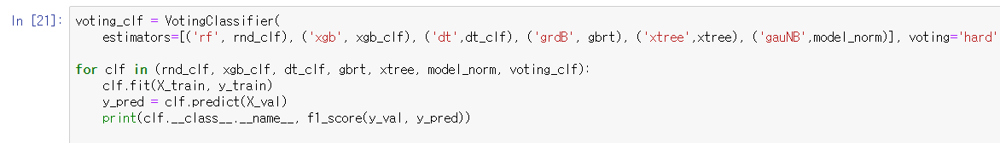 In [21]: voting_clf = VotingClassifier(
    estimators=[('rf', rnd_clf), ('xgb', xgb_clf), ('dt',dt_clf), ('grdB', gbrt), ('xtree',xtree), ('gauNB',model_norm)], voting='hard'
for clf in (rnd_clf, xgb_clf, dt_clf, gbrt, xtree, model_norm, voting_clf):
    clf.fit(X_train, y_train)
    y_pred = clf.predict(X_val)
    print(clf.__class__.__name__, f1_score(y_val, y_pred))